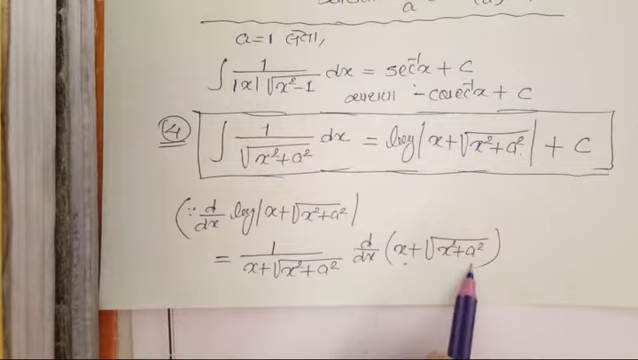 a=1 लेता,
∫ 1/(|x|√(x²-1)) dx = sec⁻¹x + C
अथवा -cosec⁻¹x + C
(4) ∫ 1/√(x²+a²) dx = log|x+√(x²+a²)| + C
(∵ d/dx log|x+√(x²+a²)|
= 1/(x+√(x²+a²)) d/dx (x+√(x²+a²))